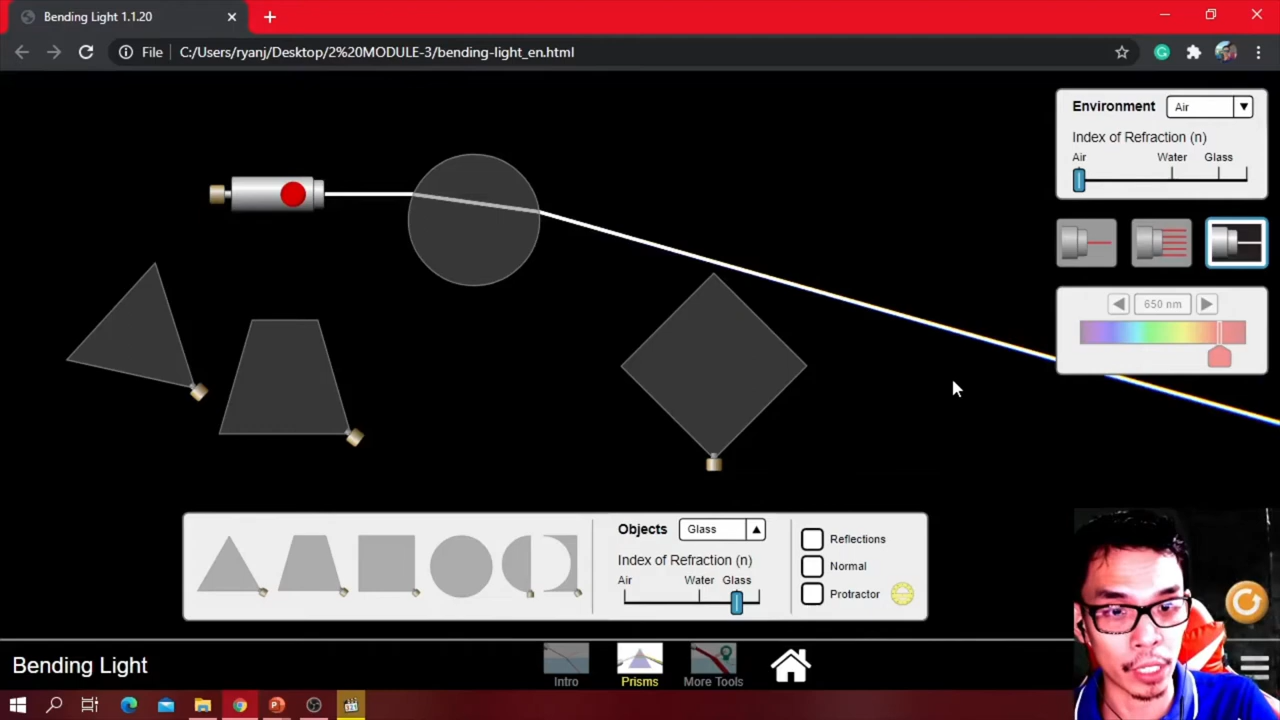 Bending Light 1.1.20
File
C:/Users/ryanj/Desktop/2%20MODULE-3/bending-light_en.html
Environment
Air
Index of Refraction (n)
Air
Water
Glass
650 nm
Objects
Glass
Index of Refraction (n)
Air
Water
Glass
Reflections
Normal
Protractor
Bending Light
Intro
Prisms
More Tools